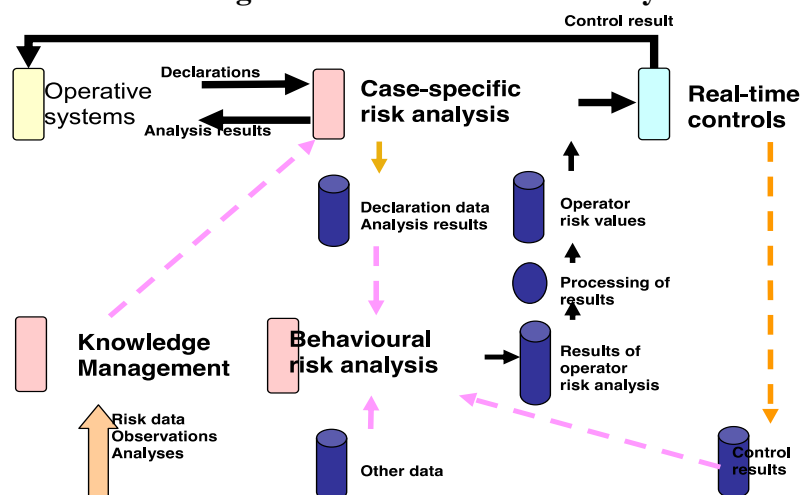 Control result
Declarations
Operative
systems
Analysis results
Case-specific
risk analysis
Real-time
controls
Declaration data
Analysis results
Operator
risk values
Processing of
results
Knowledge
Management
Behavioural
risk analysis
Results of
operator
risk analysis
Risk data
Observations
Analyses
Other data
Control
results